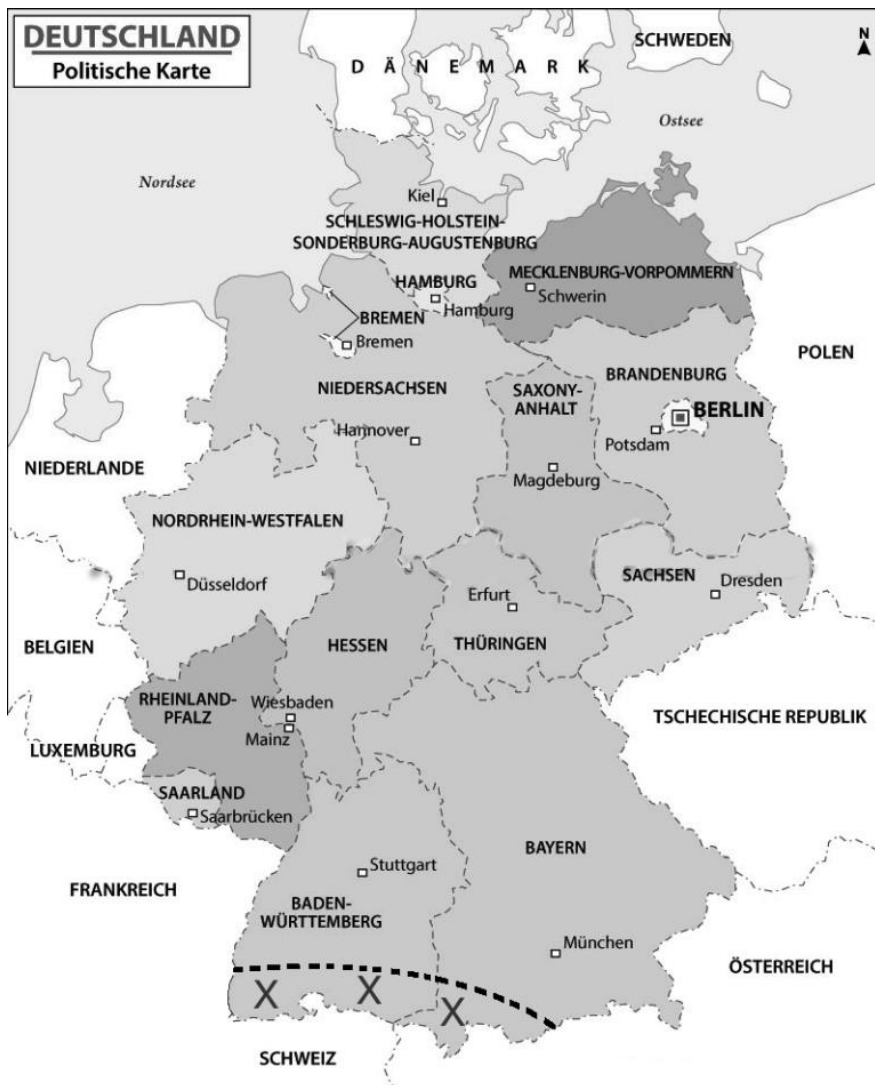 DEUTSCHLAND
Politische Karte
SCHWEDEN
N
DÄNEMARK
Ostsee
Nordsee
Kiel
SCHLESWIG-HOLSTEIN-
SONDERBURG-AUGUSTENBURG
MECKLENBURG-VORPOMMERN
HAMBURG
Schwerin
Hamburg
BREMEN
Bremen
POLEN
BRANDENBURG
NIEDERSACHSEN
SAXONY-
ANHALT
BERLIN
Hannover
Potsdam
NIEDERLANDE
Magdeburg
NORDRHEIN-WESTFALEN
Düsseldorf
SACHSEN
Dresden
Erfurt
BELGIEN
HESSEN
THÜRINGEN
RHEINLAND-
PFALZ
Wiesbaden
Mainz
TSCHECHISCHE REPUBLIK
LUXEMBURG
SAARLAND
Saarbrücken
BAYERN
Stuttgart
FRANKREICH
BADEN-
WÜRTTEMBERG
München
ÖSTERREICH
X
X
X
SCHWEIZ